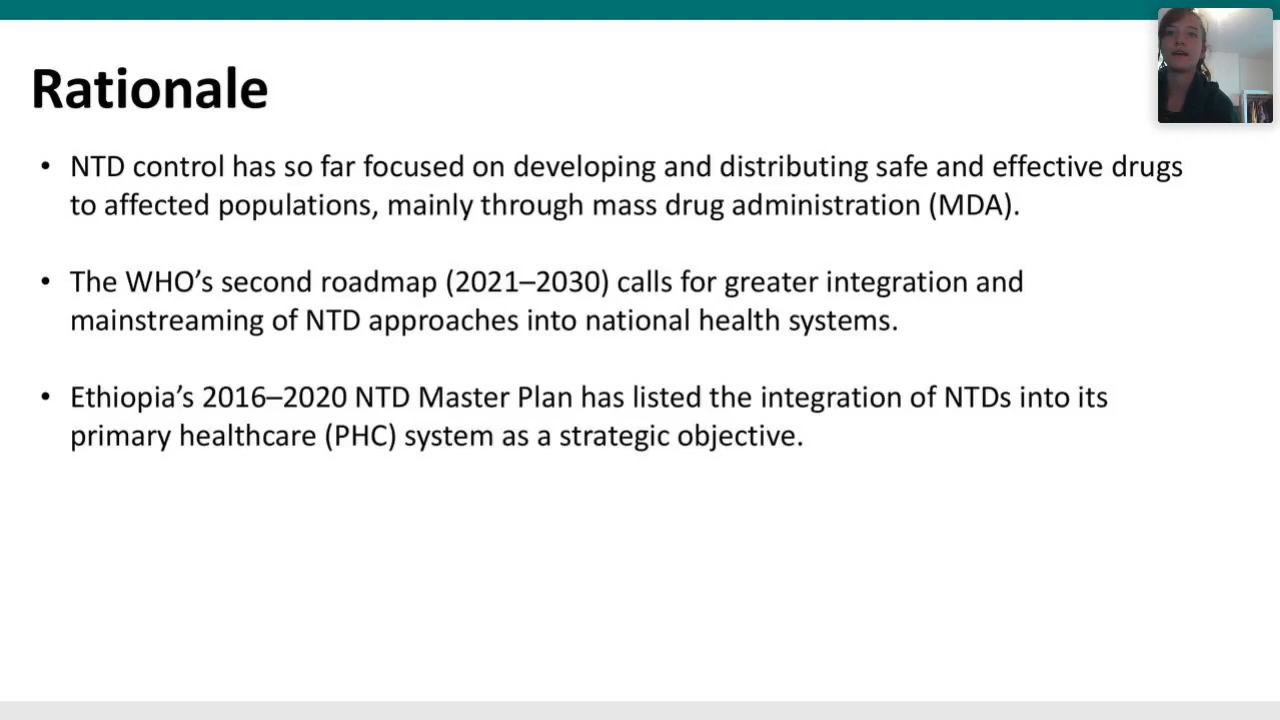 Rationale
• NTD control has so far focused on developing and distributing safe and effective drugs
to affected populations, mainly through mass drug administration (MDA).
• The WHO’s second roadmap (2021–2030) calls for greater integration and
mainstreaming of NTD approaches into national health systems.
• Ethiopia’s 2016–2020 NTD Master Plan has listed the integration of NTDs into its
primary healthcare (PHC) system as a strategic objective.